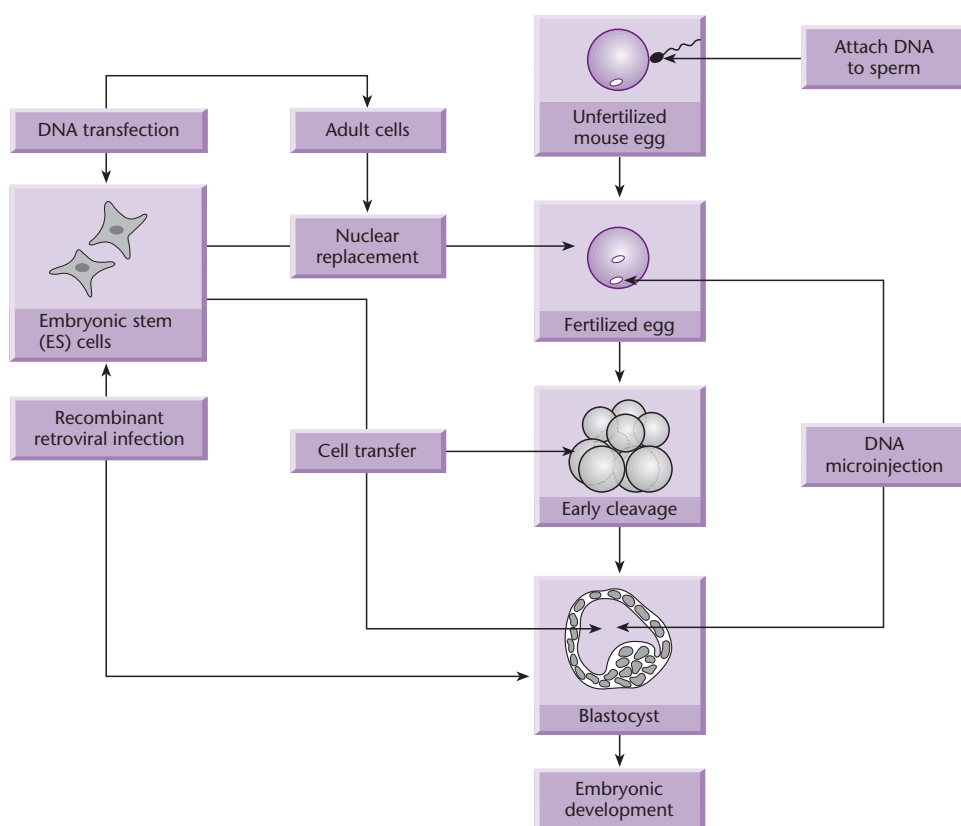 Attach DNA
to sperm
Unfertilized
mouse egg
DNA transfection
Adult cells
Nuclear
replacement
Embryonic stem
(ES) cells
Fertilized egg
Recombinant
retroviral infection
Cell transfer
DNA
microinjection
Early cleavage
Blastocyst
Embryonic
development